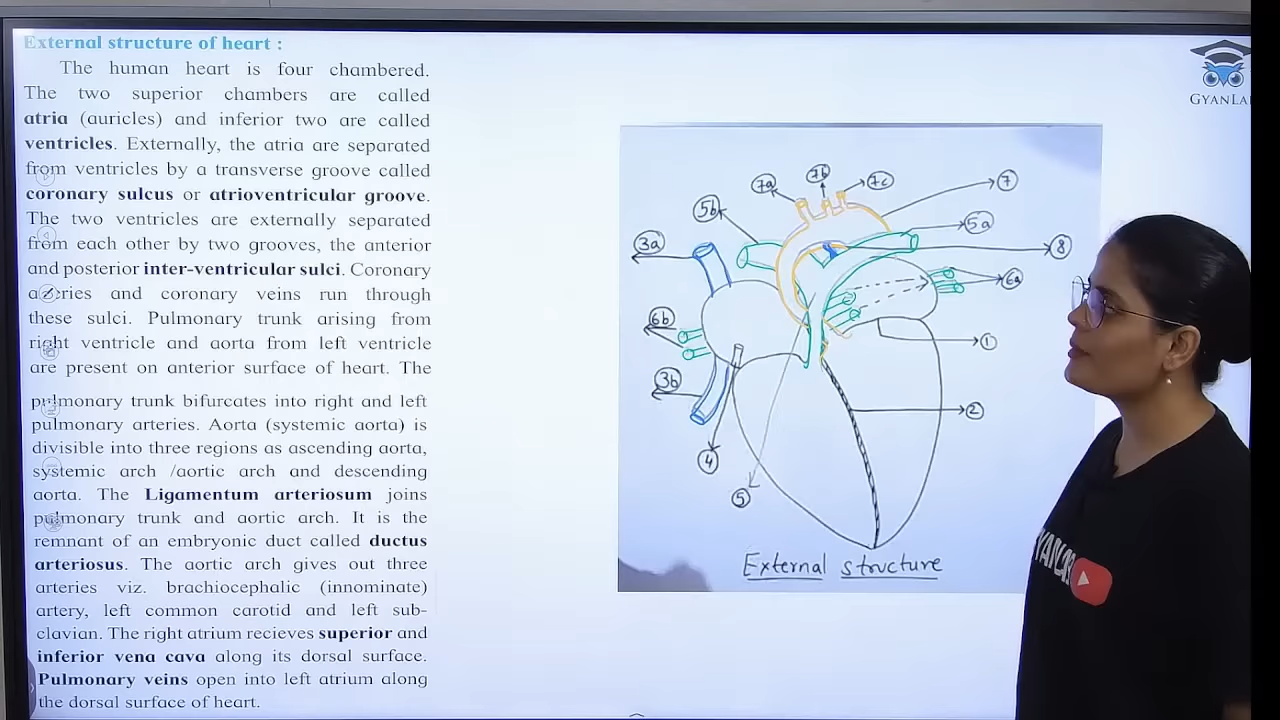 External structure of heart :
The human heart is four chambered.
The two superior chambers are called
atria (auricles) and inferior two are called
ventricles. Externally, the atria are separated
from ventricles by a transverse groove called
coronary sulcus or atrioventricular groove.
The two ventricles are externally separated
from each other by two grooves, the anterior
and posterior inter-ventricular sulci. Coronary
arteries and coronary veins run through
these sulci. Pulmonary trunk arising from
right ventricle and aorta from left ventricle
are present on anterior surface of heart. The
pulmonary trunk bifurcates into right and left
pulmonary arteries. Aorta (systemic aorta) is
divisible into three regions as ascending aorta,
systemic arch /aortic arch and descending
aorta. The Ligamentum arteriosum joins
pulmonary trunk and aortic arch. It is the
remnant of an embryonic duct called ductus
arteriosus. The aortic arch gives out three
arteries viz. brachiocephalic (innominate)
artery, left common carotid and left sub-
clavian. The right atrium recieves superior and
inferior vena cava along its dorsal surface.
Pulmonary veins open into left atrium along
the dorsal surface of heart.
7a
7b
7c
7
5b
5a
3a
8
6a
6b
1
3b
2
4
5
External structure
GYANLA